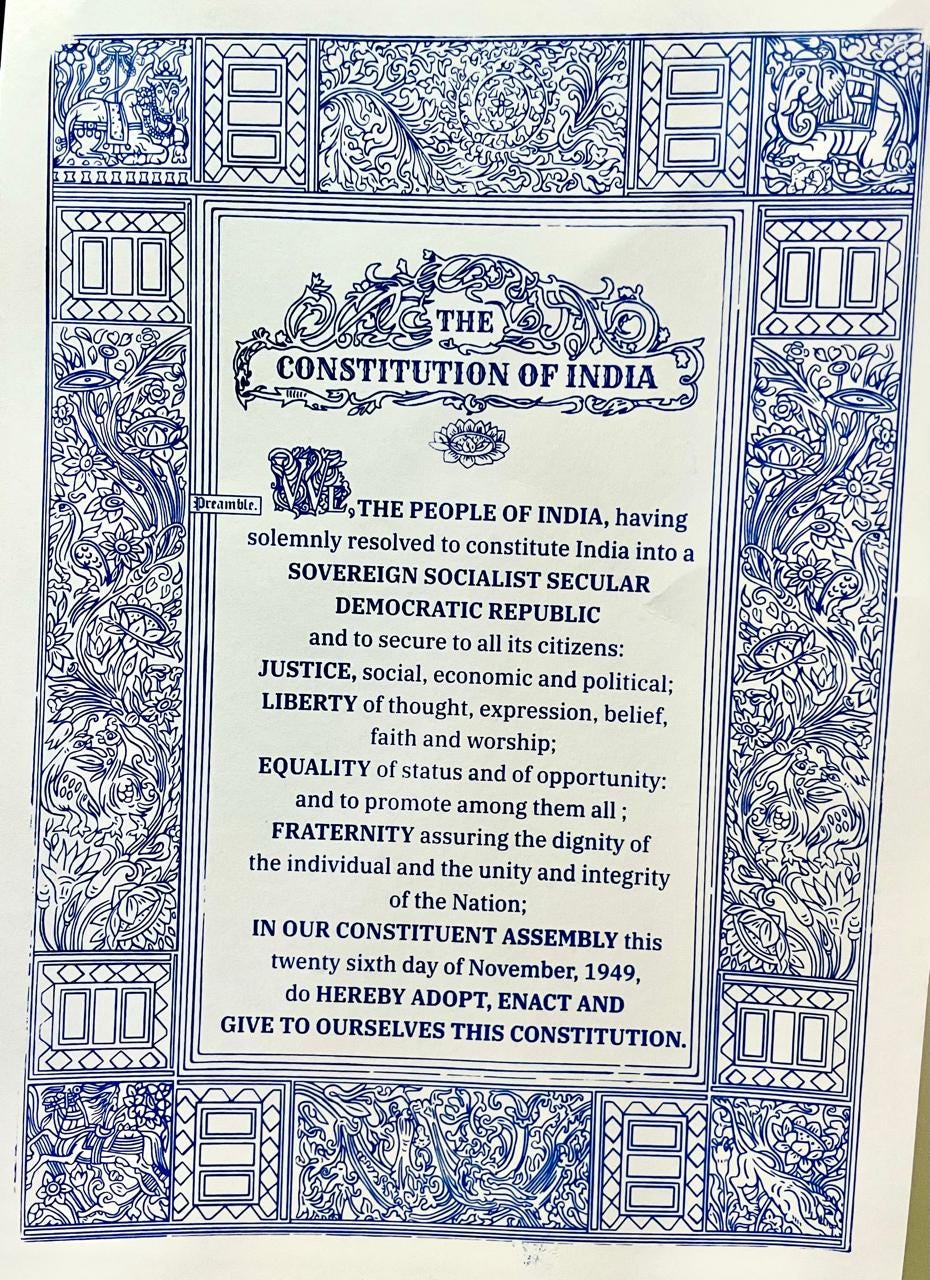 THE
CONSTITUTION OF INDIA
Preamble.
WE, THE PEOPLE OF INDIA, having
solemnly resolved to constitute India into a
SOVEREIGN SOCIALIST SECULAR
DEMOCRATIC REPUBLIC
and to secure to all its citizens:
JUSTICE, social, economic and political;
LIBERTY of thought, expression, belief,
faith and worship;
EQUALITY of status and of opportunity:
and to promote among them all ;
FRATERNITY assuring the dignity of
the individual and the unity and integrity
of the Nation;
IN OUR CONSTITUENT ASSEMBLY this
twenty sixth day of November, 1949,
do HEREBY ADOPT, ENACT AND
GIVE TO OURSELVES THIS CONSTITUTION.